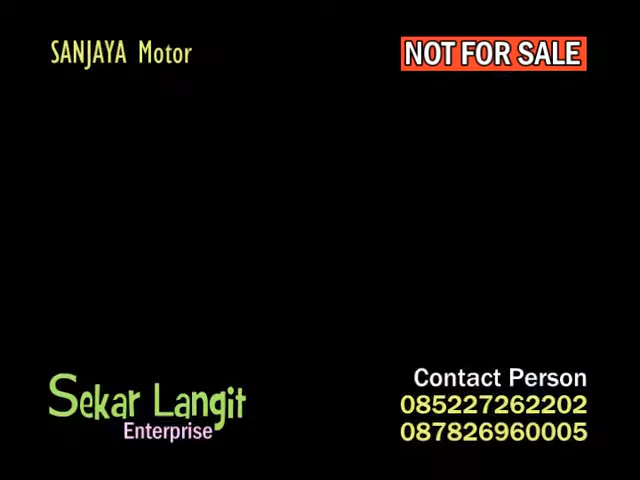 SANJAYA Motor
NOT FOR SALE
Sekar Langit
Enterprise
Contact Person
085227262202
087826960005